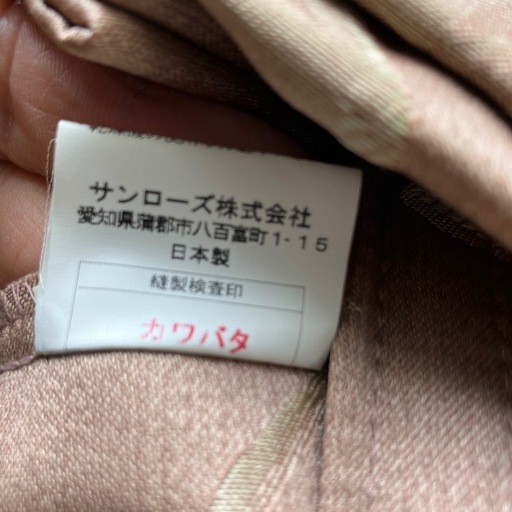 サンローズ株式会社
愛知県蒲郡市八百富町1-15
日本製
縫製検査印
カワバタ